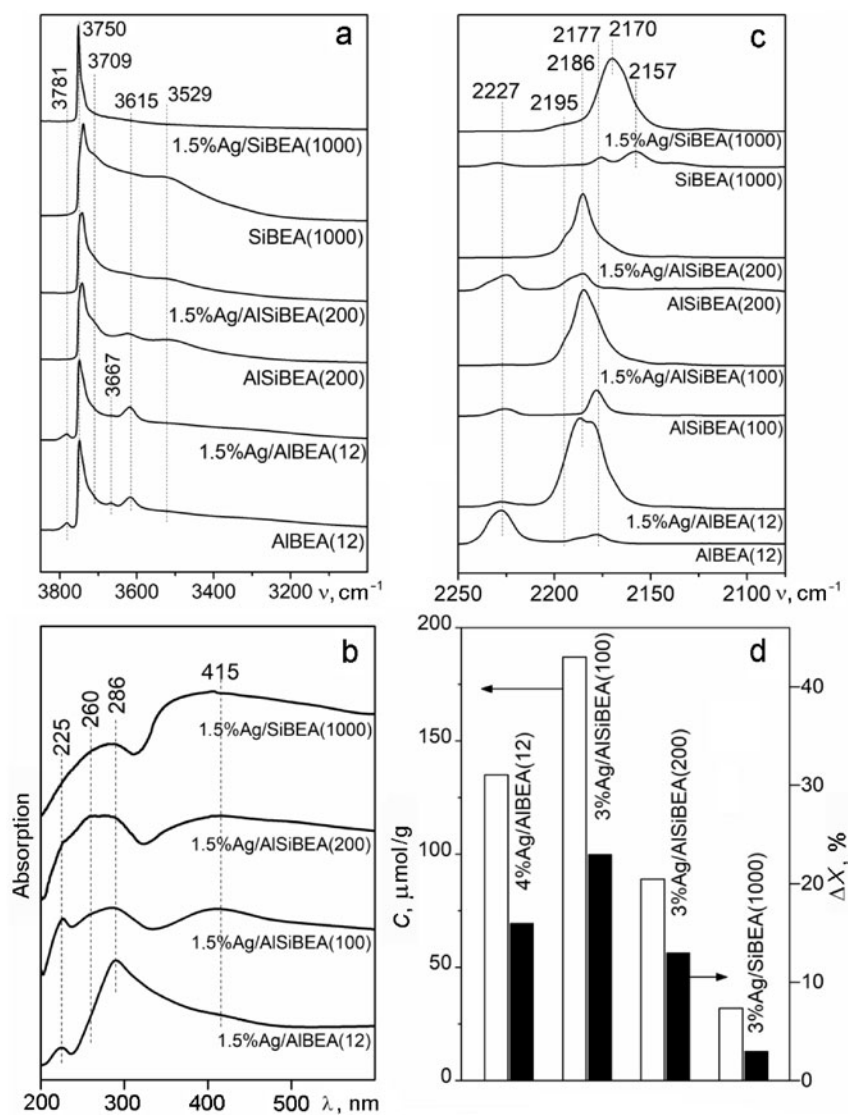 a
3750
3709
3781
3615
3529
1.5%Ag/SiBEA(1000)
SiBEA(1000)
1.5%Ag/AlSiBEA(200)
3667
AlSiBEA(200)
1.5%Ag/AlBEA(12)
AlBEA(12)
3800 3600 3400 3200 ν, cm⁻¹
c
2177 2170
2186
2157
2227
2195
1.5%Ag/SiBEA(1000)
SiBEA(1000)
1.5%Ag/AlSiBEA(200)
AlSiBEA(200)
1.5%Ag/AlSiBEA(100)
AlSiBEA(100)
1.5%Ag/AlBEA(12)
AlBEA(12)
2250 2200 2150 2100 ν, cm⁻¹
b
225
260
286
415
1.5%Ag/SiBEA(1000)
1.5%Ag/AlSiBEA(200)
1.5%Ag/AlSiBEA(100)
1.5%Ag/AlBEA(12)
Absorption
200 300 400 500 λ, nm
d
200
150
100
50
0
C, μmol/g
4%Ag/AlBEA(12)
3%Ag/AlSiBEA(100)
3%Ag/AlSiBEA(200)
3%Ag/SiBEA(1000)
40
30
20
10
0
ΔX, %